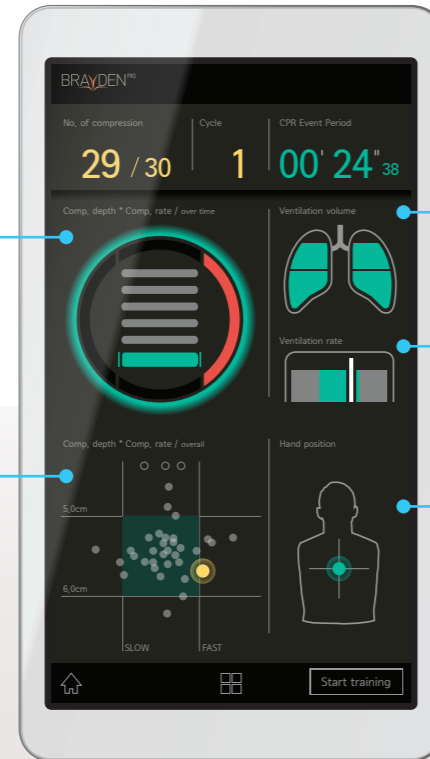 BRAYDEN PRO
No, of compression
Cycle
CPR Event Period
29 / 30
1
00' 24" 38
Comp, depth * Comp, rate / over time
Ventilation volume
Ventilation rate
Comp, depth * Comp, rate / overall
Hand position
5,0cm
6,0cm
SLOW
FAST
Start training